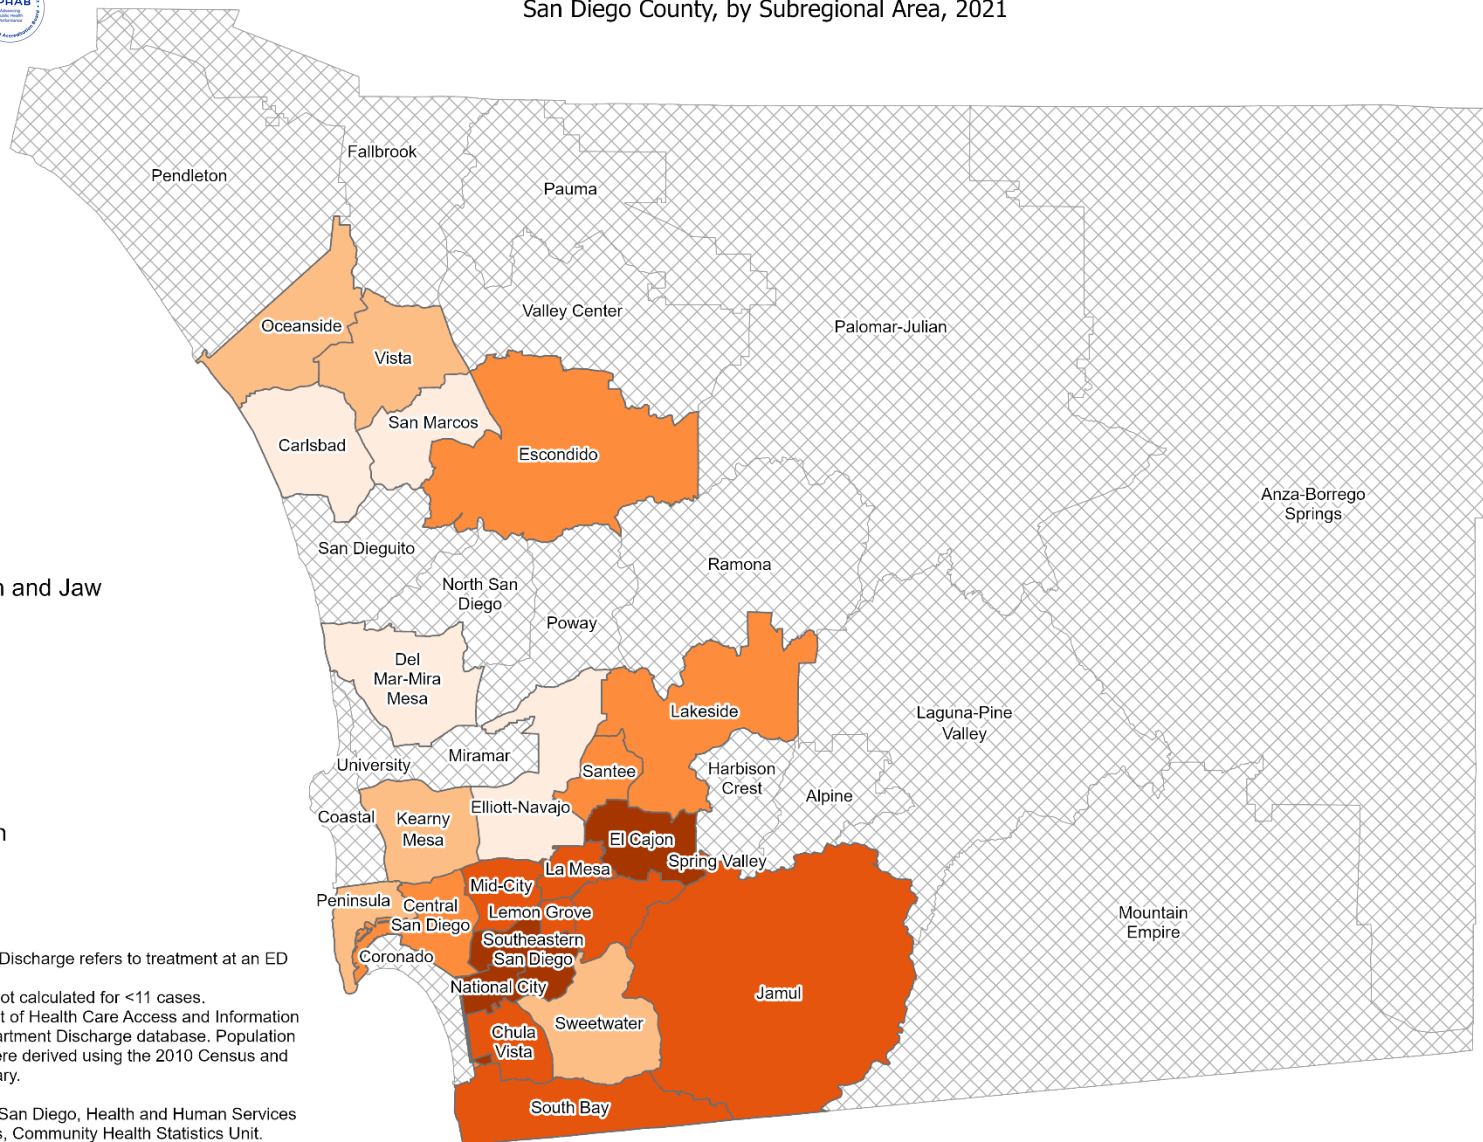 PHAB
Advancing
Public Health
Performance
San Diego County, by Subregional Area, 2021
Fallbrook
Pendleton
Pauma
Valley Center
Oceanside
Palomar-Julian
Vista
San Marcos
Carlsbad
Escondido
Anza-Borrego
Springs
San Dieguito
Ramona
North San
Diego
and Jaw
Poway
Del
Mar-Mira
Mesa
Lakeside
Laguna-Pine
Valley
Miramar
University
Santee
Harbison
Crest
Alpine
Elliott-Navajo
Coastal
Kearny
Mesa
El Cajon
Spring Valley
La Mesa
Mid-City
Peninsula
Central
San Diego
Lemon Grove
Mountain
Empire
Southeastern
San Diego
Coronado
Discharge refers to treatment at an ED
National City
Jamul
ot calculated for <11 cases.
t of Health Care Access and Information
Sweetwater
Chula
Vista
artment Discharge database. Population
ere derived using the 2010 Census and
ary.
South Bay
San Diego, Health and Human Services
s, Community Health Statistics Unit.